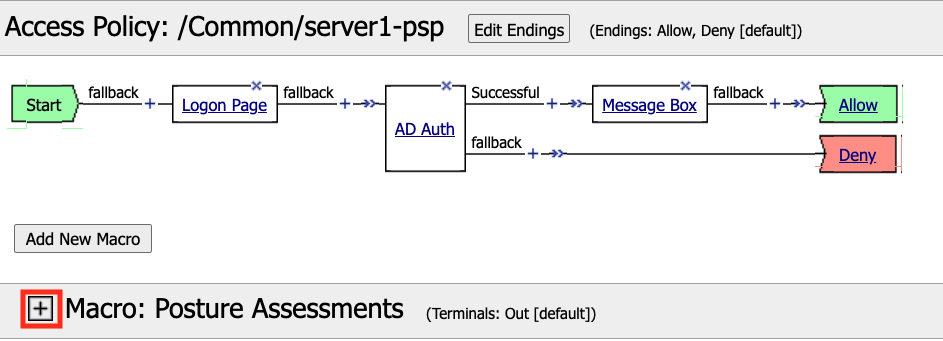 Access Policy: /Common/server1-psp Edit Endings (Endings: Allow, Deny [default])
Start fallback + Logon Page fallback + AD Auth Successful + Message Box fallback + Allow
fallback + Deny
Add New Macro
+ Macro: Posture Assessments (Terminals: Out [default])